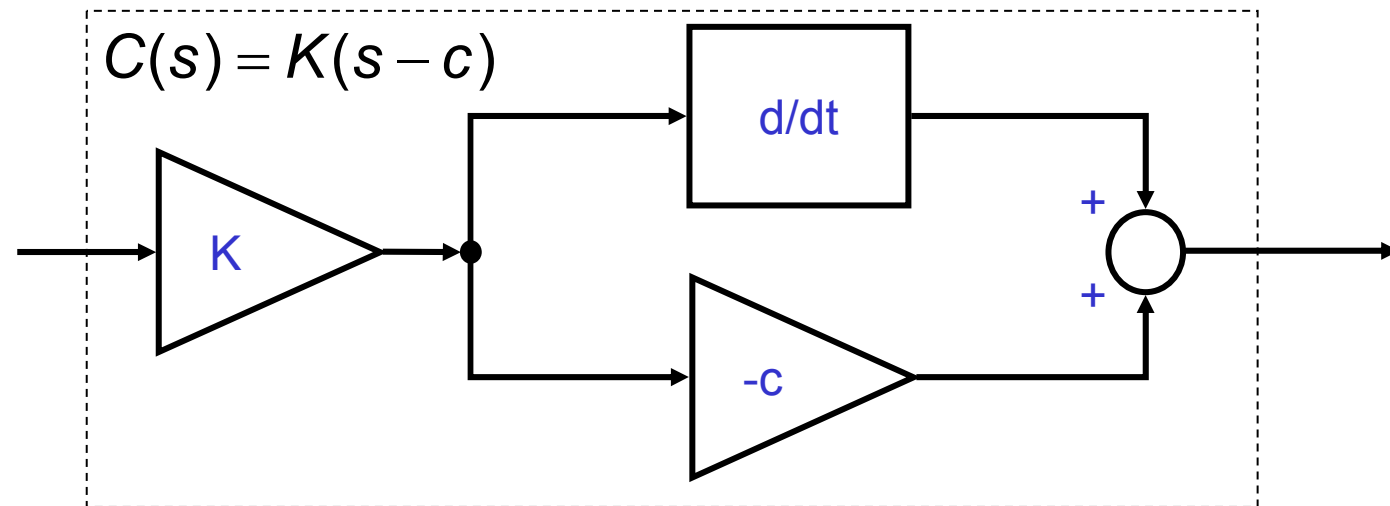 C(s) = K(s − c)
d/dt
+
K
+
-c